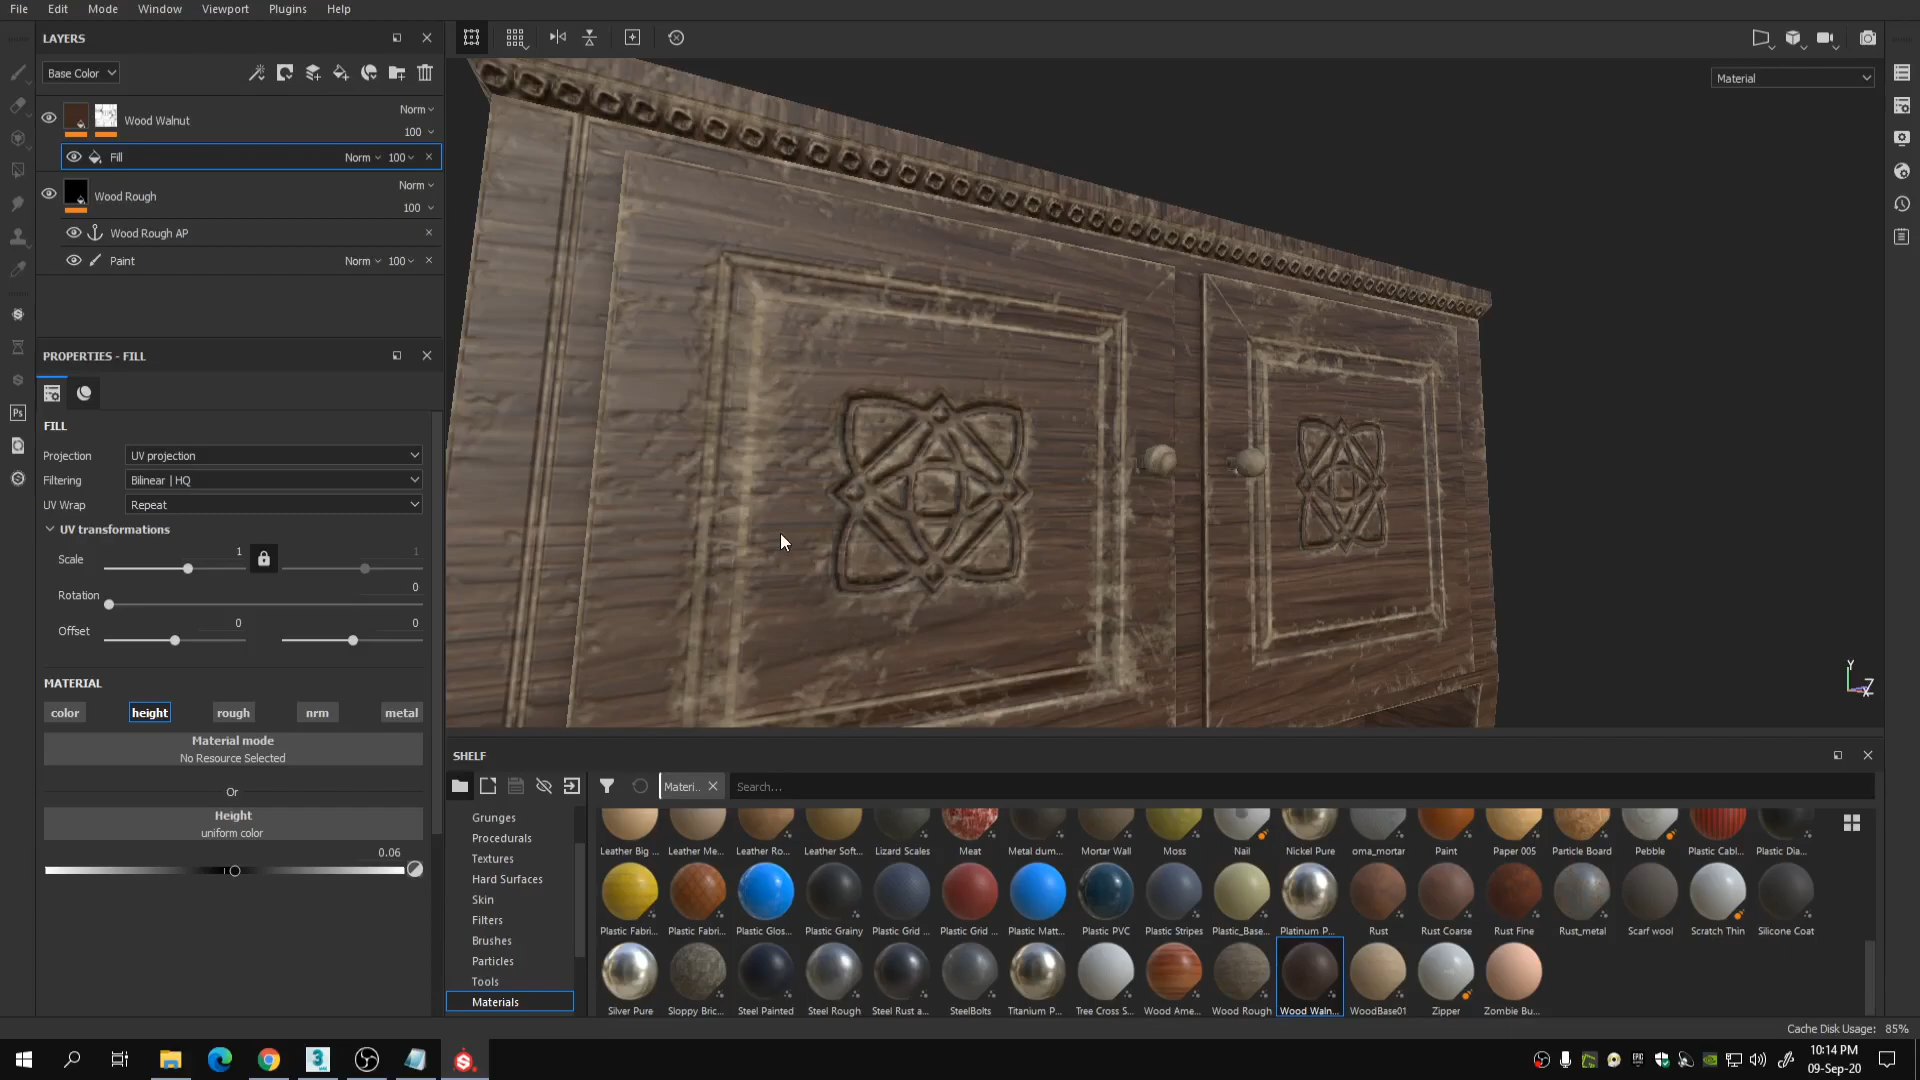 File Edit Mode Window Viewport Plugins Help
LAYERS
Base Color
Material
Norm
Wood Walnut
100
Fill Norm 100
Norm
Wood Rough
100
Wood Rough AP
Paint Norm 100
PROPERTIES - FILL
FILL
Projection UV projection
Filtering Bilinear | HQ
UV Wrap Repeat
UV transformations
Scale 1 1
Rotation 0
Offset 0 0
MATERIAL
color height rough nrm metal
Material mode
No Resource Selected
Or
Height
uniform color
0.06
Y
Z
Ps
SHELF
Materi.. Search...
Grunges
Procedurals
Textures
Hard Surfaces
Skin
Filters
Brushes
Particles
Tools
Materials
Leather Big ... Leather Me... Leather Ro... Leather Soft... Lizard Scales Meat Metal dum... Mortar Wall Moss Nail Nickel Pure oma_mortar Paint Paper 005 Particle Board Pebble Plastic Cabl... Plastic Dia...
Plastic Fabri... Plastic Fabri... Plastic Glos... Plastic Grainy Plastic Grid ... Plastic Grid ... Plastic Matt... Plastic PVC Plastic Stripes Plastic_Base... Platinum P... Rust Rust Coarse Rust Fine Rust_metal Scarf wool Scratch Thin Silicone Coat
Silver Pure Sloppy Bric... Steel Painted Steel Rough Steel Rust a... SteelBolts Titanium P... Tree Cross S... Wood Ame... Wood Rough Wood Waln... WoodBase01 Zipper Zombie Bu...
Cache Disk Usage: 85%
10:14 PM
09-Sep-20